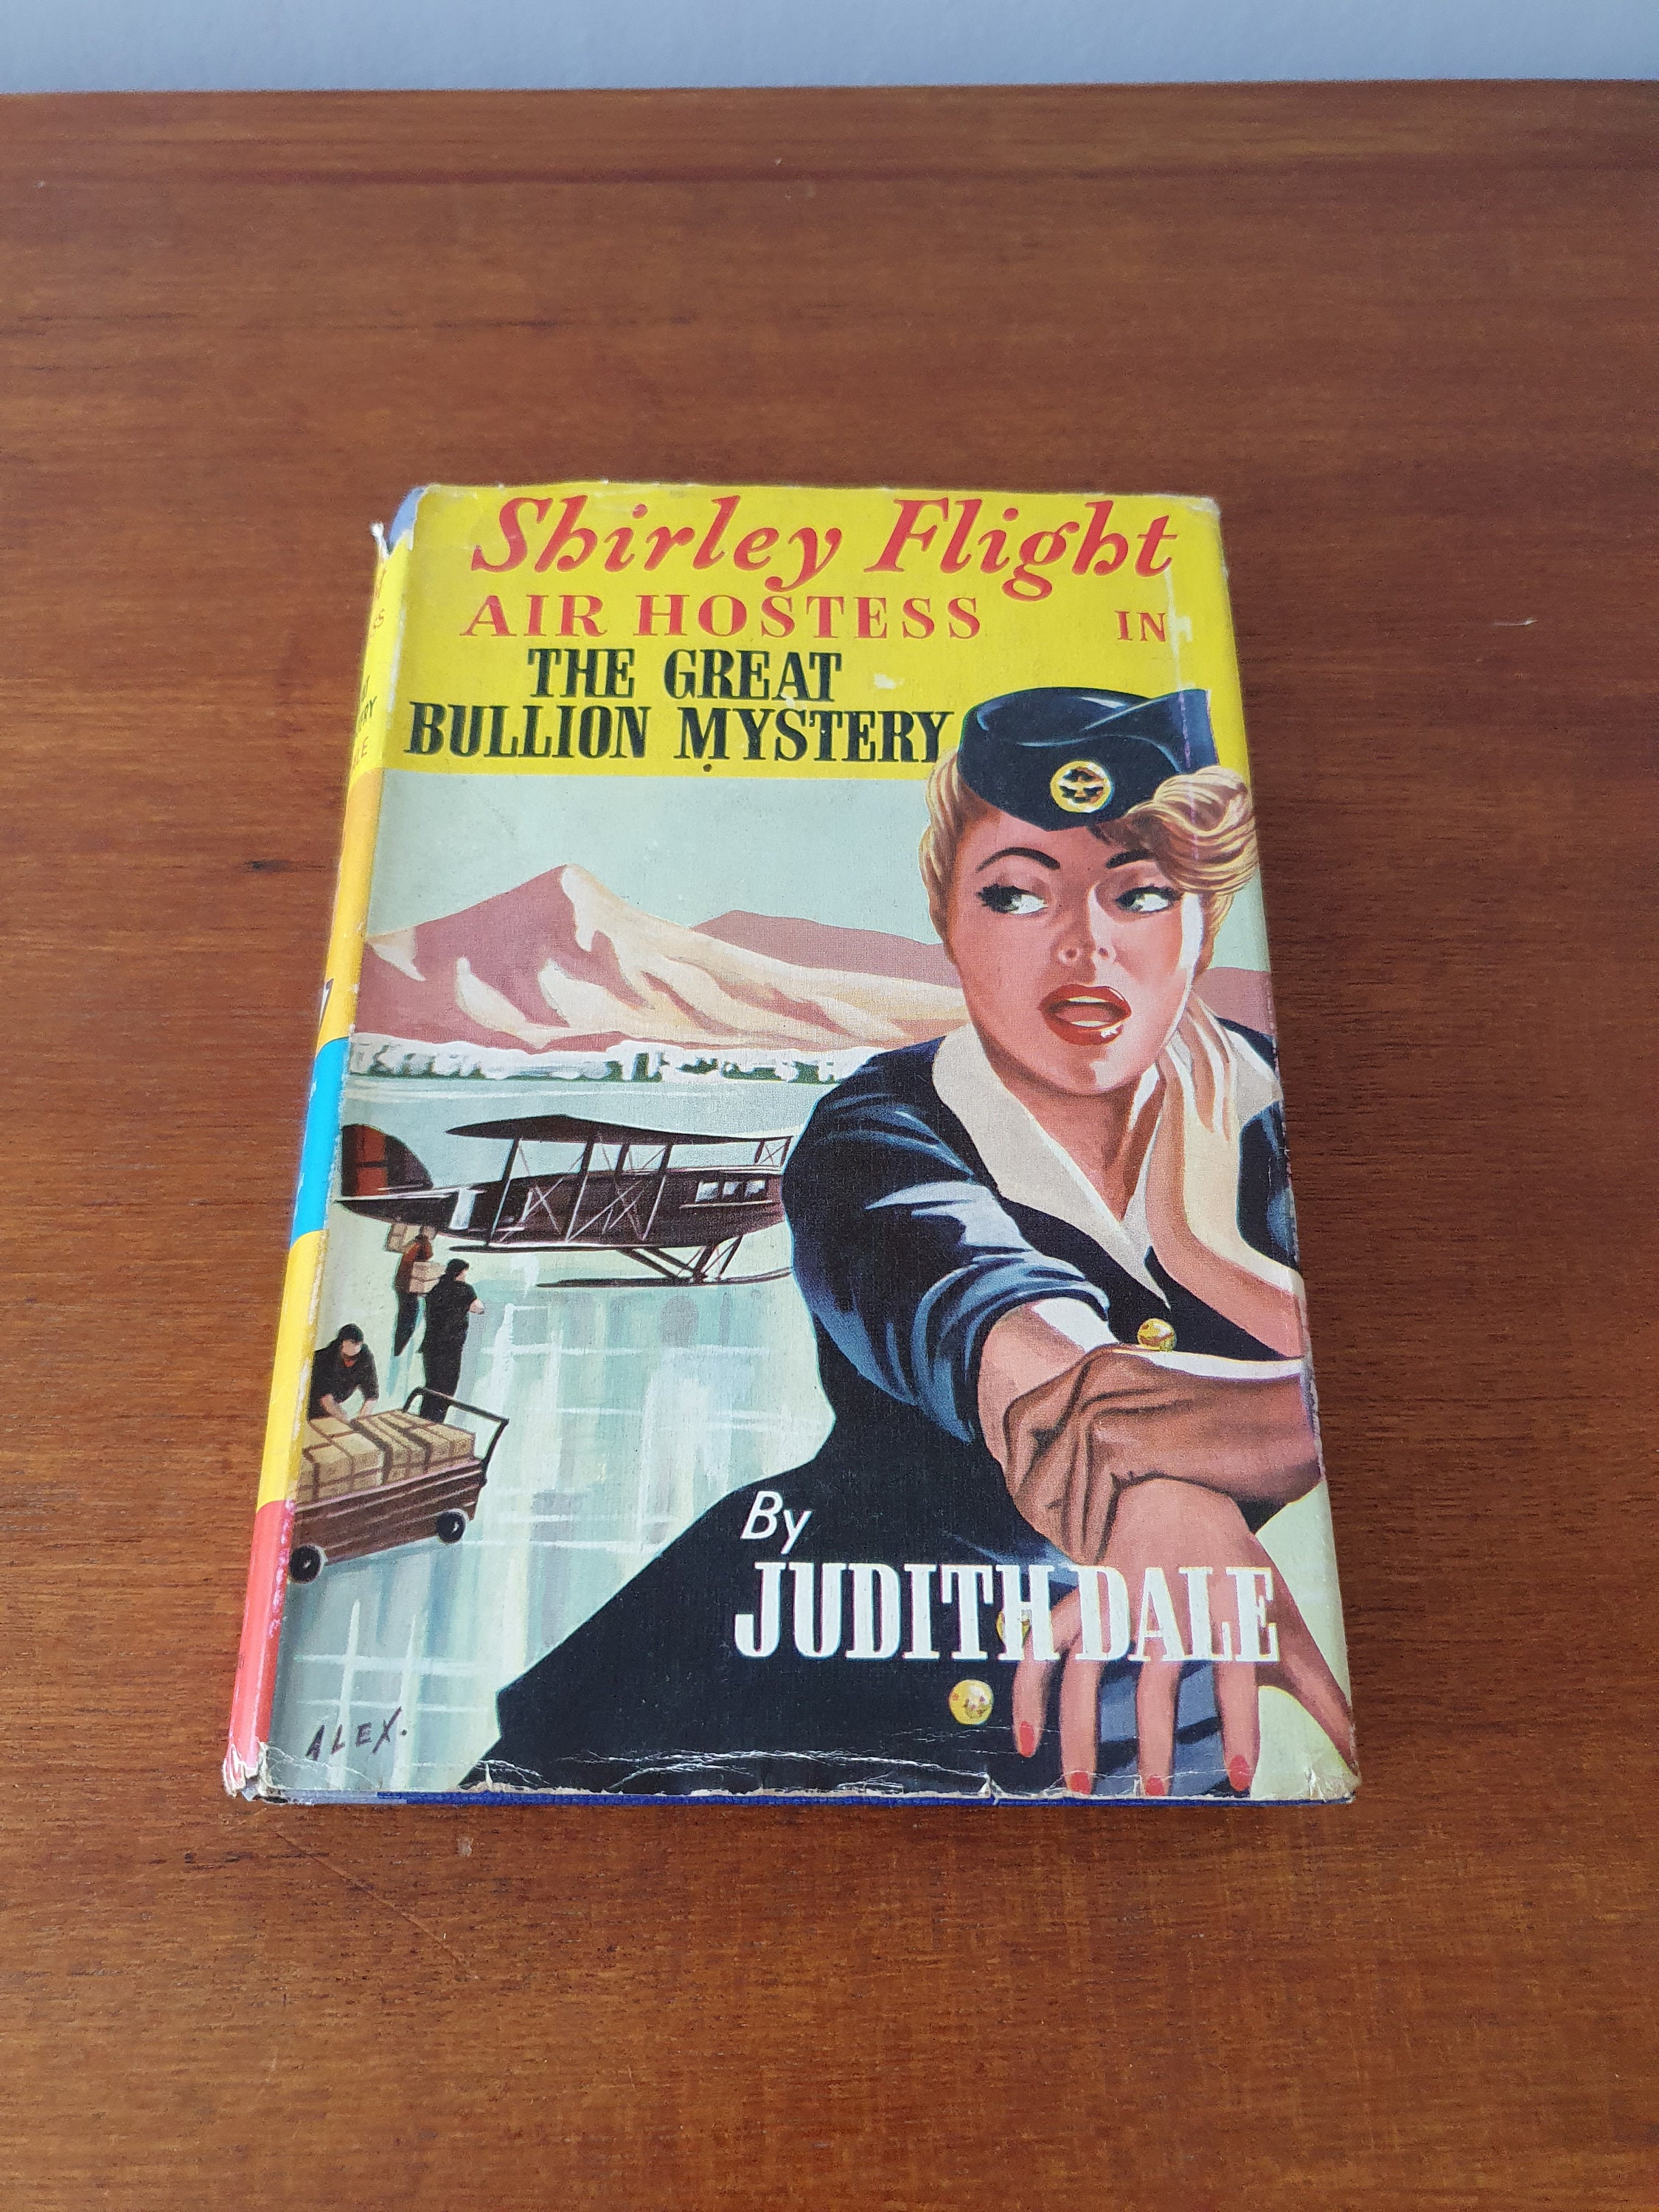 Shirley Flight
AIR HOSTESS IN
THE GREAT
BULLION MYSTERY
By
JUDITH DALE
ALEX.